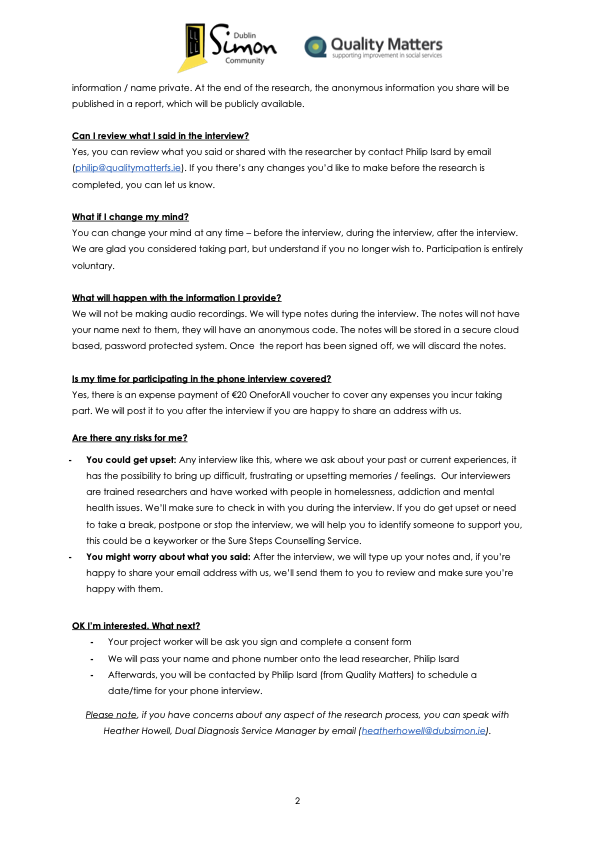 Dublin
Simon
Community
Quality Matters
supporting improvement in social services
information / name private. At the end of the research, the anonymous information you share will be
published in a report, which will be publicly available.
Can I review what I said in the interview?
Yes, you can review what you said or shared with the researcher by contact Philip Isard by email
(philip@qualitymatterfs.ie). If you there’s any changes you’d like to make before the research is
completed, you can let us know.
What if I change my mind?
You can change your mind at any time – before the interview, during the interview, after the interview.
We are glad you considered taking part, but understand if you no longer wish to. Participation is entirely
voluntary.
What will happen with the information I provide?
We will not be making audio recordings. We will type notes during the interview. The notes will not have
your name next to them, they will have an anonymous code. The notes will be stored in a secure cloud
based, password protected system. Once  the report has been signed off, we will discard the notes.
Is my time for participating in the phone interview covered?
Yes, there is an expense payment of €20 OneforAll voucher to cover any expenses you incur taking
part. We will post it to you after the interview if you are happy to share an address with us.
Are there any risks for me?
- You could get upset: Any interview like this, where we ask about your past or current experiences, it
has the possibility to bring up difficult, frustrating or upsetting memories / feelings.  Our interviewers
are trained researchers and have worked with people in homelessness, addiction and mental
health issues. We’ll make sure to check in with you during the interview. If you do get upset or need
to take a break, postpone or stop the interview, we will help you to identify someone to support you,
this could be a keyworker or the Sure Steps Counselling Service.
- You might worry about what you said: After the interview, we will type up your notes and, if you’re
happy to share your email address with us, we’ll send them to you to review and make sure you’re
happy with them.
OK I’m interested. What next?
- Your project worker will be ask you sign and complete a consent form
- We will pass your name and phone number onto the lead researcher, Philip Isard
- Afterwards, you will be contacted by Philip Isard (from Quality Matters) to schedule a
date/time for your phone interview.
Please note, if you have concerns about any aspect of the research process, you can speak with
Heather Howell, Dual Diagnosis Service Manager by email (heatherhowell@dubsimon.ie).
2